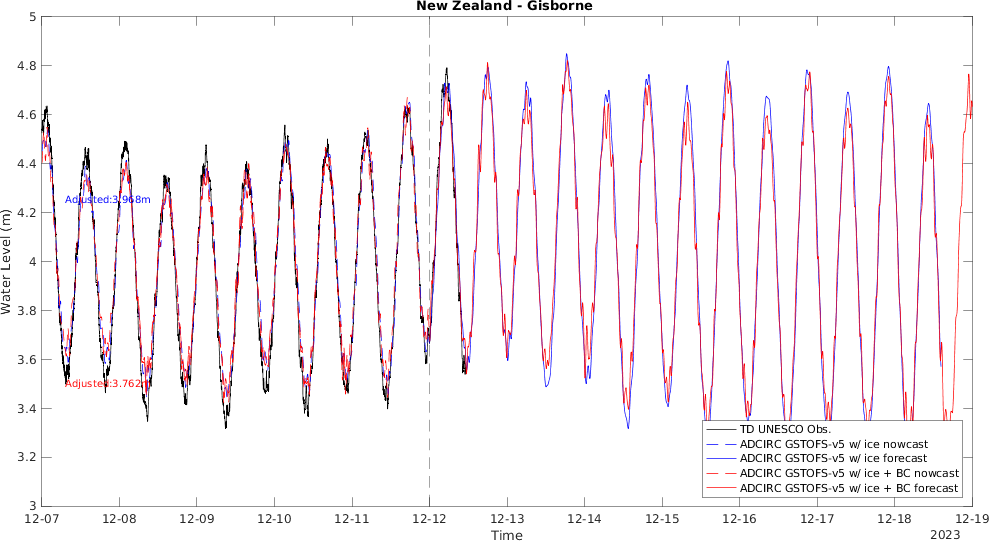 New Zealand - Gisborne
5
4.8
4.6
4.4
4.2
4
3.8
3.6
3.4
3.2
3
Water Level (m)
Adjusted:3.968m
Adjusted:3.762m
TD UNESCO Obs.
ADCIRC GSTOFS-v5 w/ ice nowcast
ADCIRC GSTOFS-v5 w/ ice forecast
ADCIRC GSTOFS-v5 w/ ice + BC nowcast
ADCIRC GSTOFS-v5 w/ ice + BC forecast
12-07 12-08 12-09 12-10 12-11 12-12 12-13 12-14 12-15 12-16 12-17 12-18 12-19
Time
2023